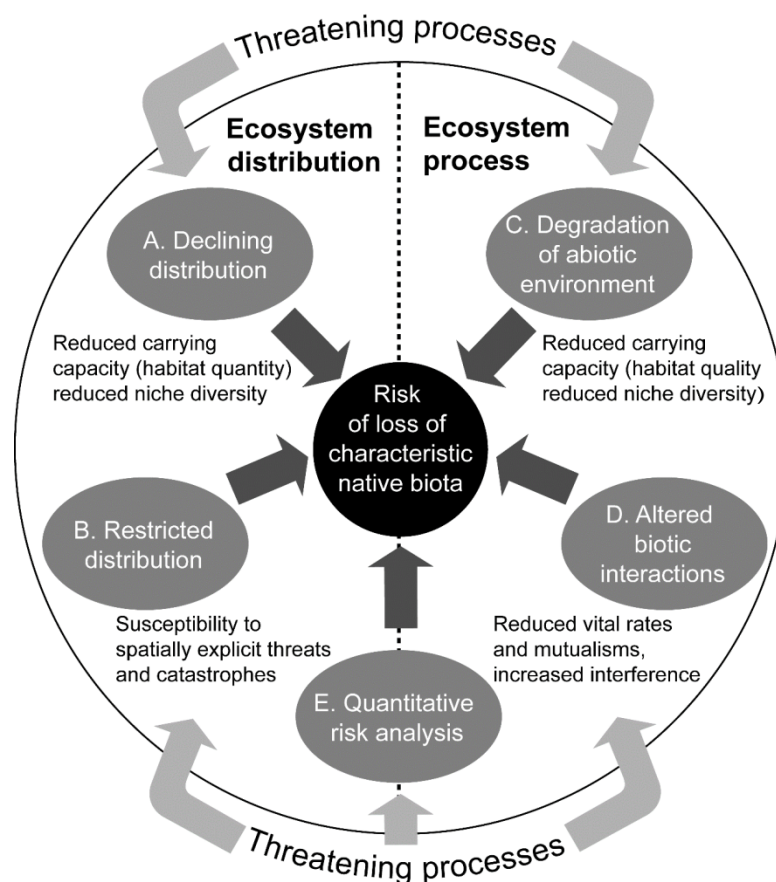 Threatening processes
Ecosystem
distribution
Ecosystem
process
A. Declining
distribution
C. Degradation
of abiotic
environment
Reduced carrying
capacity (habitat quantity)
reduced niche diversity
Reduced carrying
capacity (habitat quality
reduced niche diversity)
Risk
of loss of
characteristic
native biota
B. Restricted
distribution
D. Altered
biotic
interactions
Susceptibility to
spatially explicit threats
and catastrophes
Reduced vital rates
and mutualisms,
increased interference
E. Quantitative
risk analysis
Threatening processes